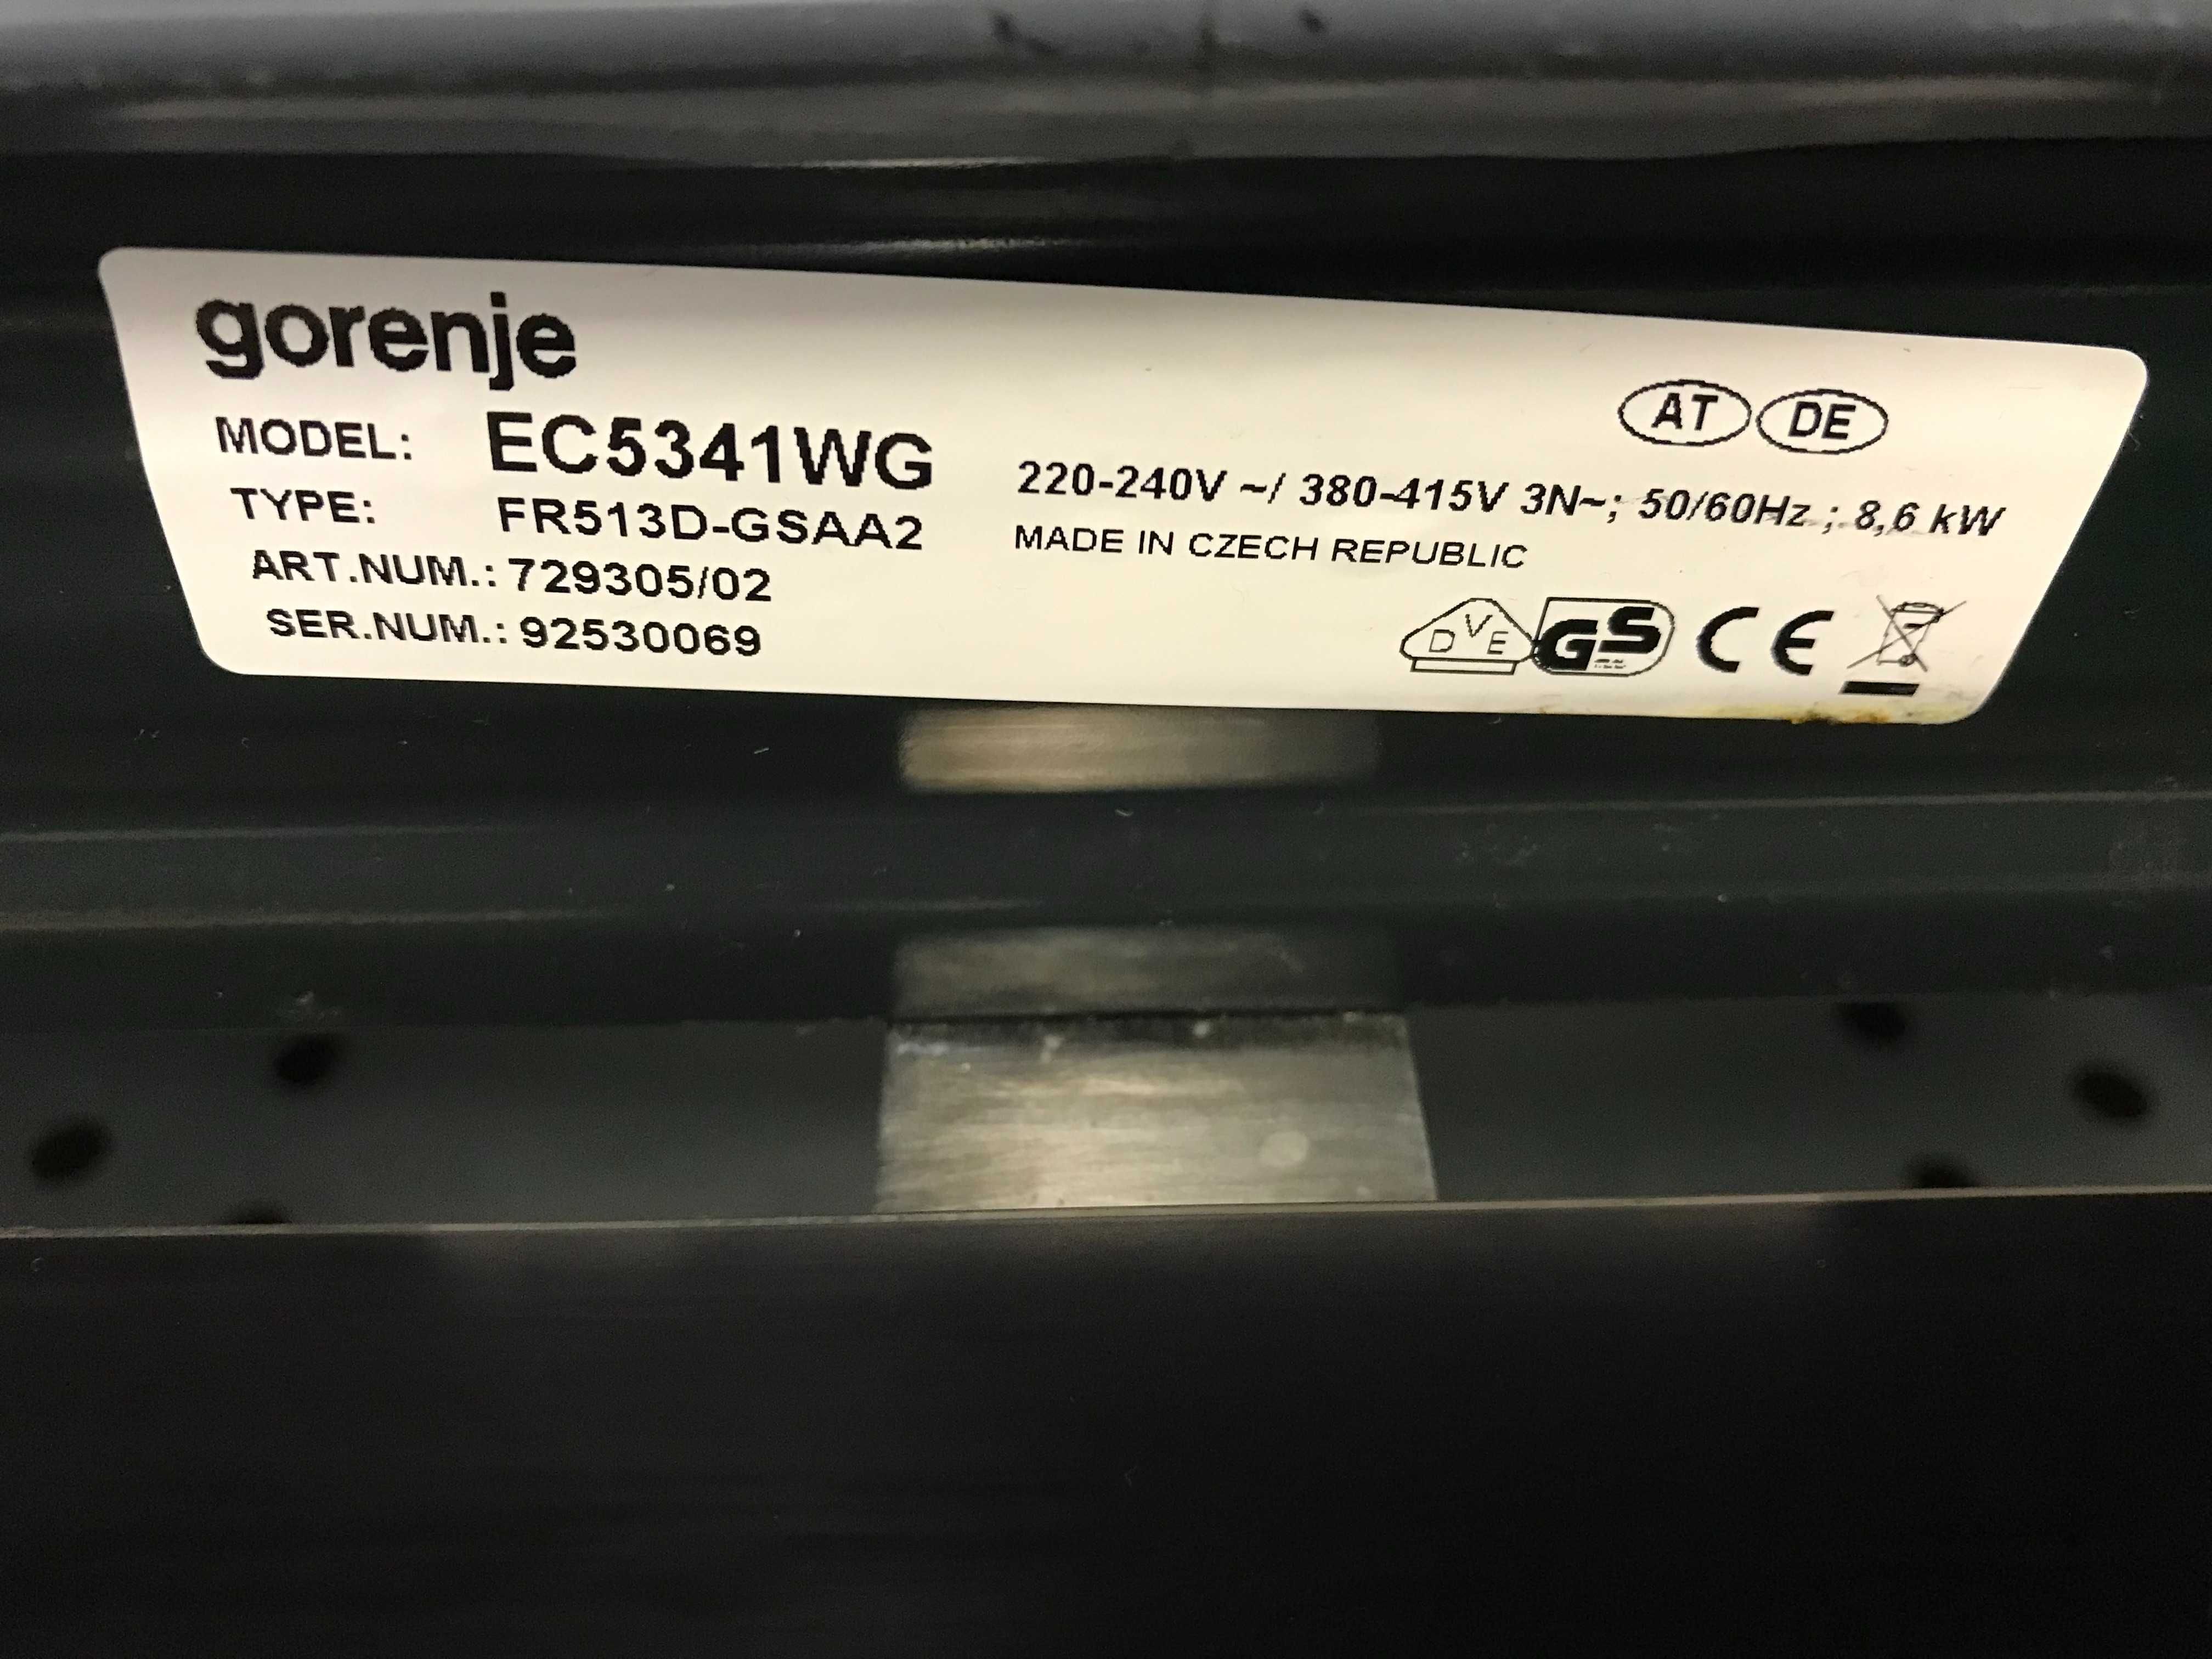 gorenje
AT DE
MODEL: EC5341WG
220-240V ~/ 380-415V 3N~; 50/60Hz ; 8,6 kW
TYPE: FR513D-GSAA2
MADE IN CZECH REPUBLIC
ART.NUM.: 729305/02
SER.NUM.: 92530069
DVE GS CE